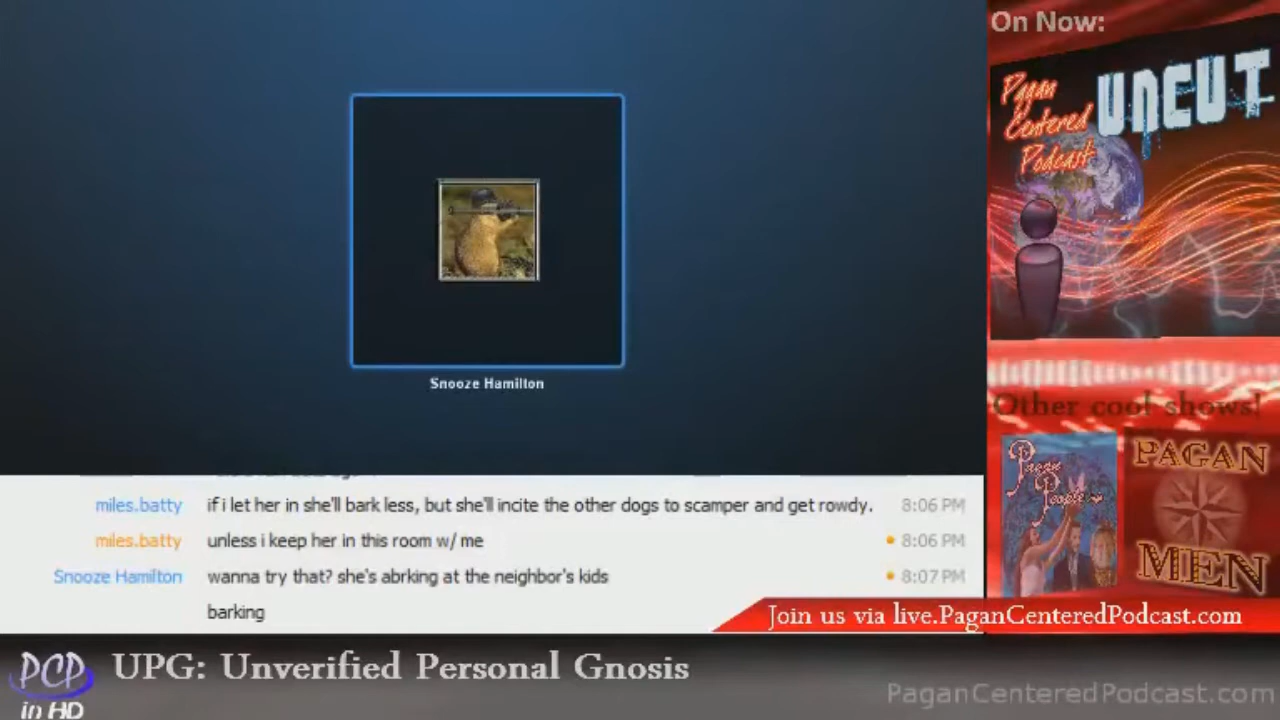 On Now:
Pagan
Centered
Podcast
UNCUT
Snooze Hamilton
miles.batty if i let her in she'll bark less, but she'll incite the other dogs to scamper and get rowdy. 8:06 PM
miles.batty unless i keep her in this room w/ me 8:06 PM
Snooze Hamilton wanna try that? she's abrking at the neighbor's kids 8:07 PM
barking
Other cool shows!
Pagan
People
PAGAN
MEN
Join us via live.PaganCenteredPodcast.com
PCP
in HD
UPG: Unverified Personal Gnosis
PaganCenteredPodcast.com